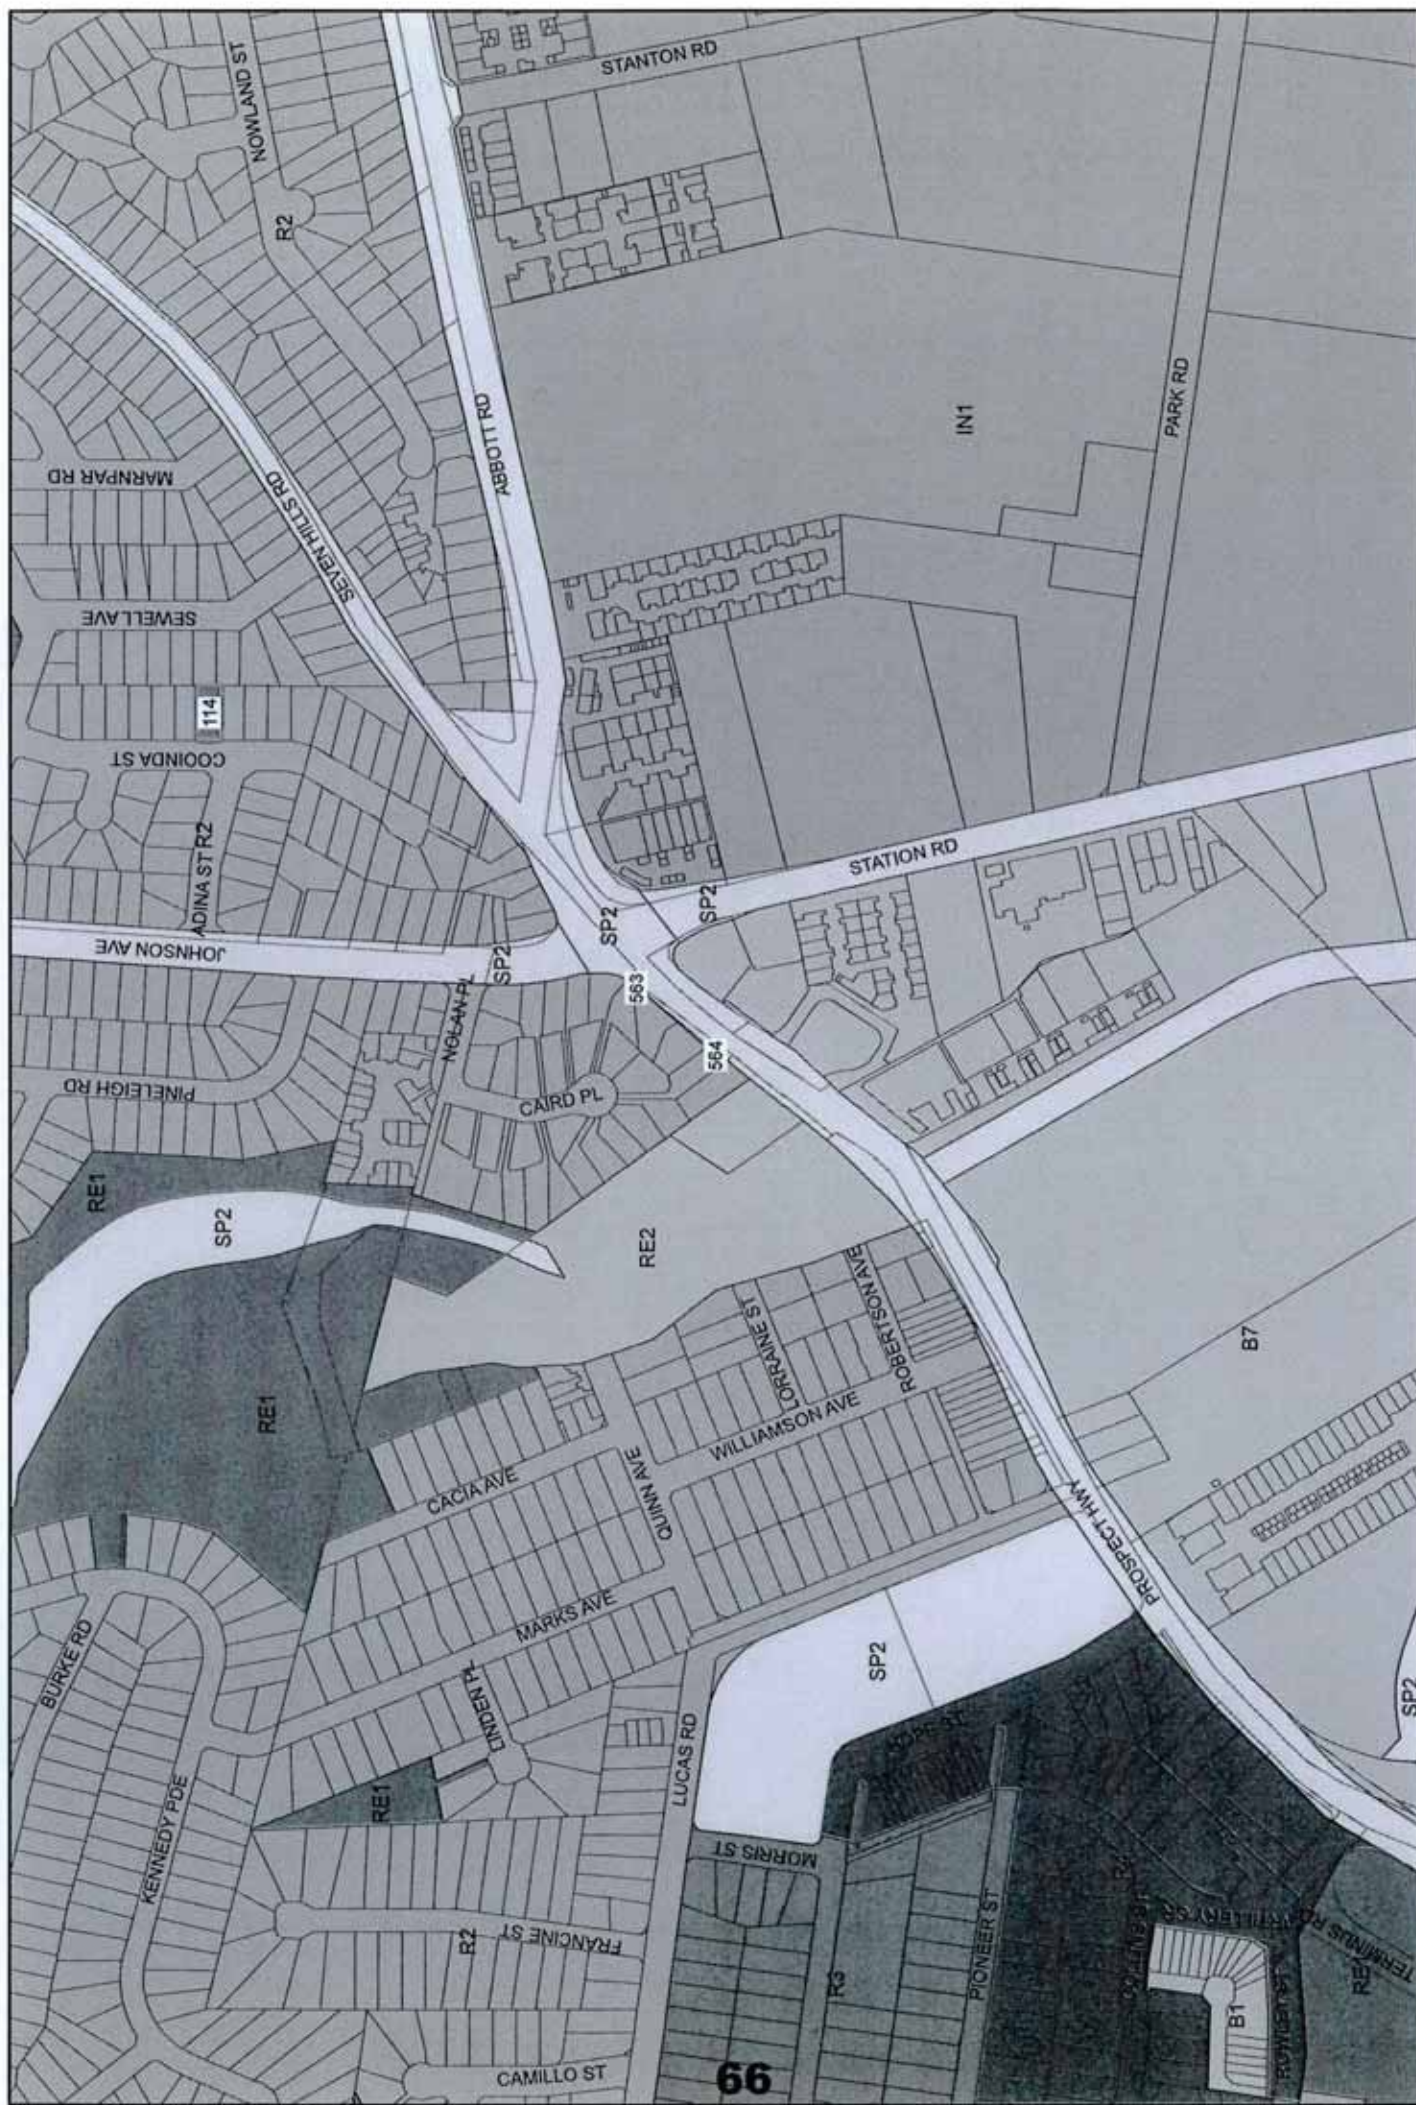 STANTON RD
NOWLAND ST
R2
ABBOTT RD
PARK RD
IN1
MARNPAR RD
SEVEN HILLS RD
SEWELL AVE
114
COOINDA ST
ADINA ST R2
STATION RD
SP2
SP2
JOHNSON AVE
SP2
563
NOLAN PL
564
PINELEIGH RD
CAIRD PL
RE1
SP2
RE2
ROBERTSON AVE
LORRAINE ST
B7
RE1
WILLIAMSON AVE
CACIA AVE
QUINN AVE
PROSPECT HWY
MARKS AVE
BURKE RD
SP2
LINDEN PL
SP2
LUCAS RD
RE1
KENNEDY PDE
MORRIS ST
FRANCINE ST
R2
PIONEER ST
R3
ARTILLERY CR
TERMINUS RD
B1
CAMILLO ST
66